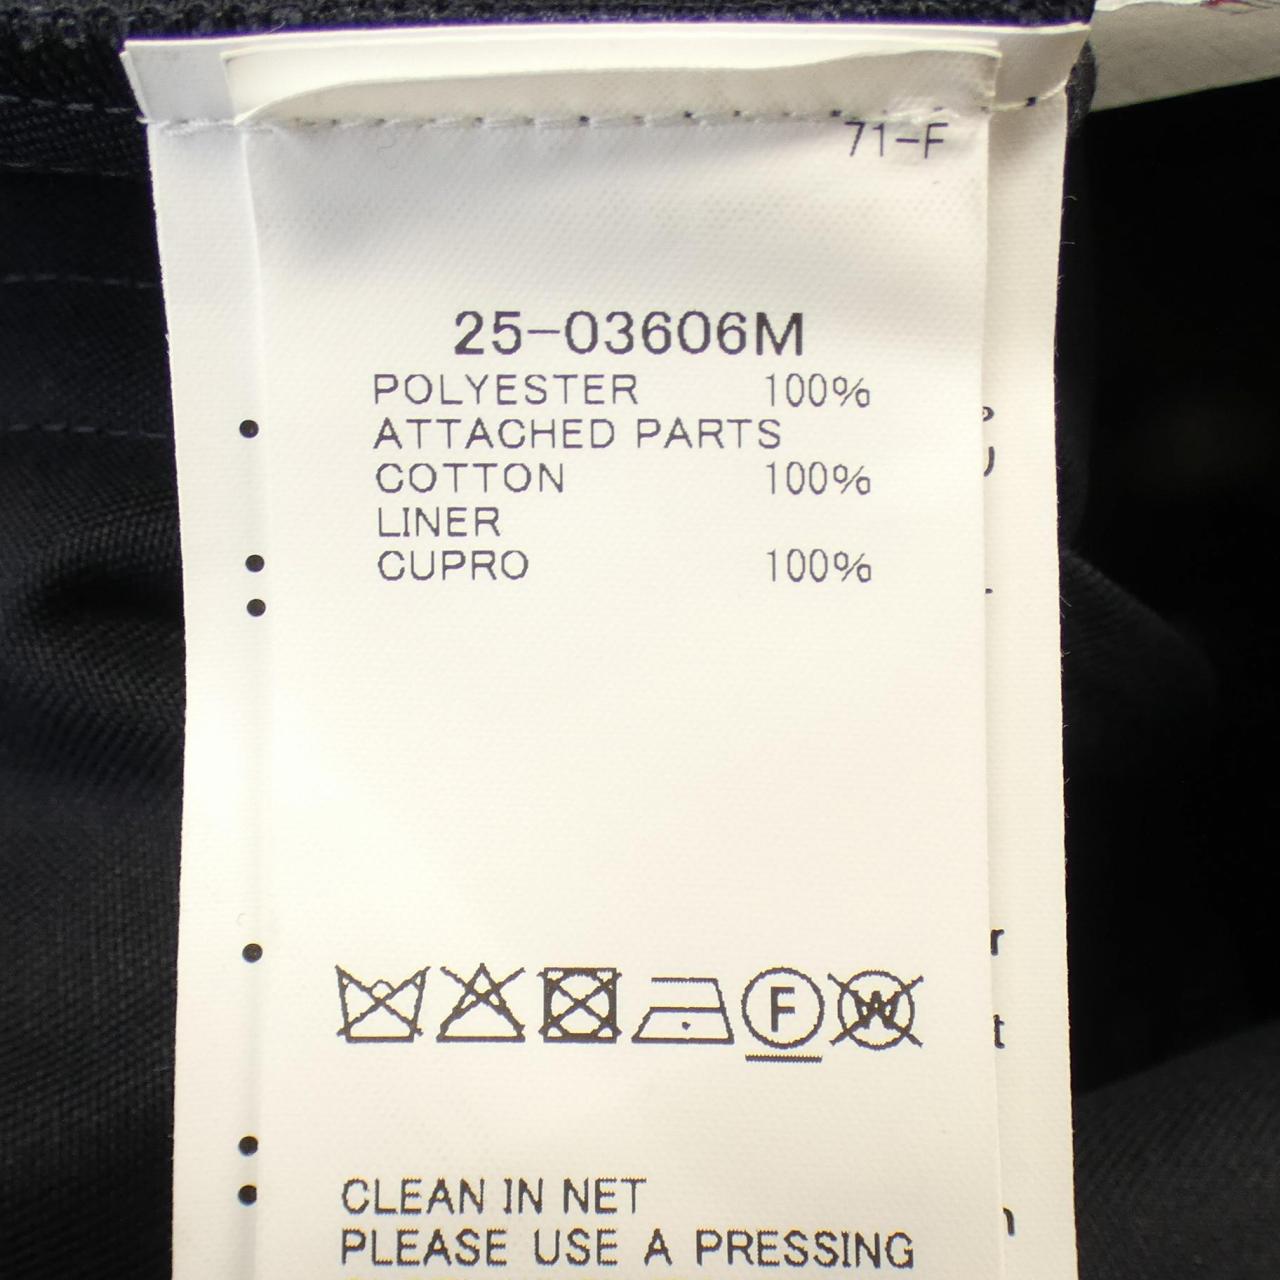 71-F
25-03606M
POLYESTER 100%
ATTACHED PARTS
COTTON 100%
LINER
CUPRO 100%
F W
CLEAN IN NET
PLEASE USE A PRESSING